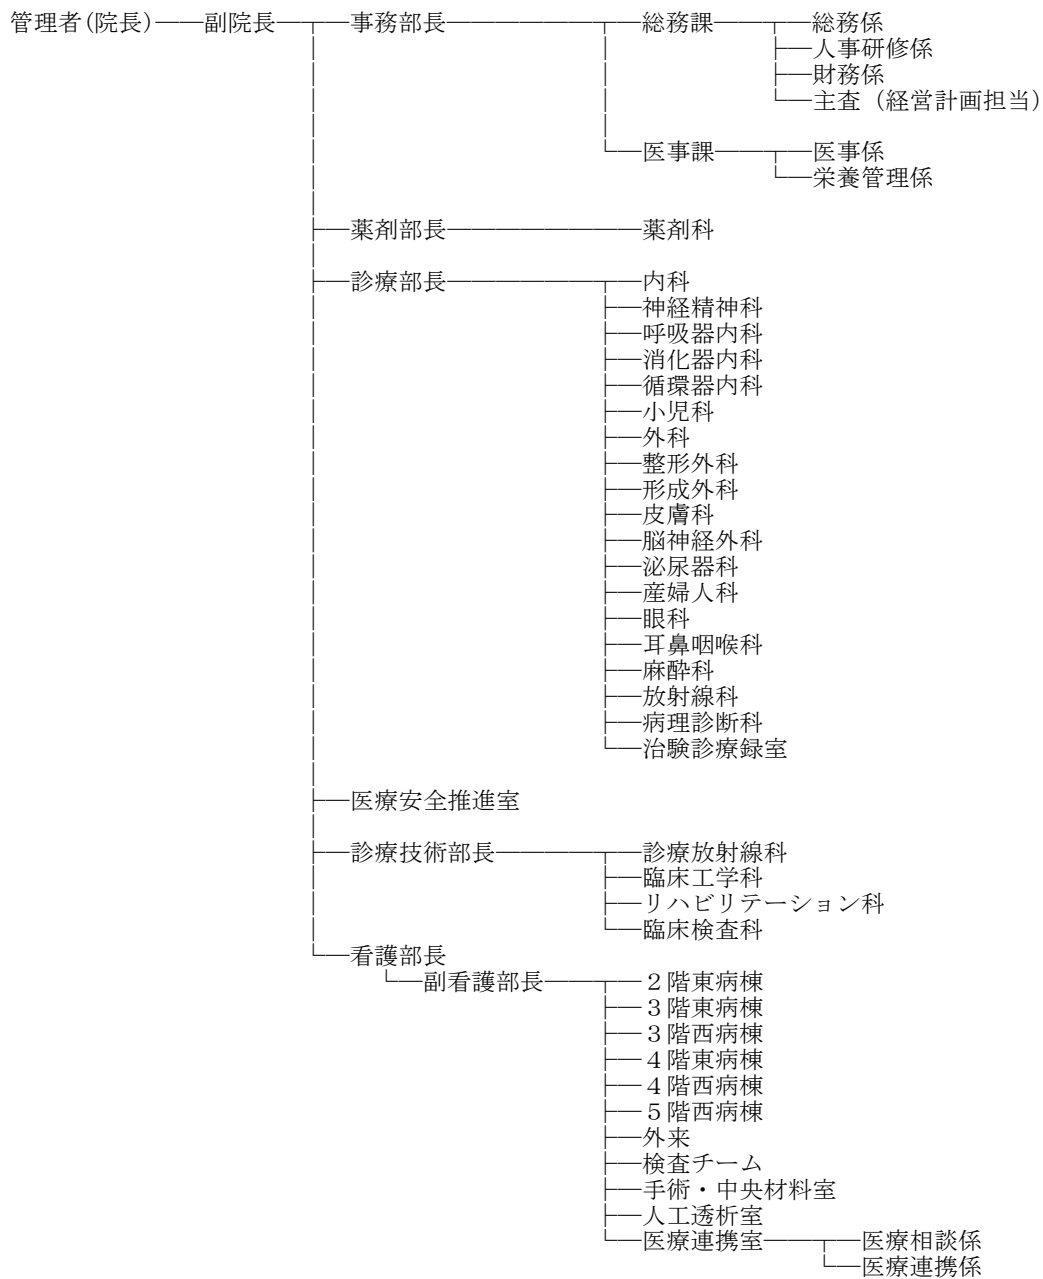 管理者(院長) 副院長 事務部長 総務課 総務係
人事研修係
財務係
主査（経営計画担当）
医事課 医事係
栄養管理係
薬剤部長 薬剤科
診療部長 内科
神経精神科
呼吸器内科
消化器内科
循環器内科
小児科
外科
整形外科
形成外科
皮膚科
脳神経外科
泌尿器科
産婦人科
眼科
耳鼻咽喉科
麻酔科
放射線科
病理診断科
治験診療録室
医療安全推進室
診療技術部長 診療放射線科
臨床工学科
リハビリテーション科
臨床検査科
看護部長
副看護部長 ２階東病棟
３階東病棟
３階西病棟
４階東病棟
４階西病棟
５階西病棟
外来
検査チーム
手術・中央材料室
人工透析室
医療連携室 医療相談係
医療連携係